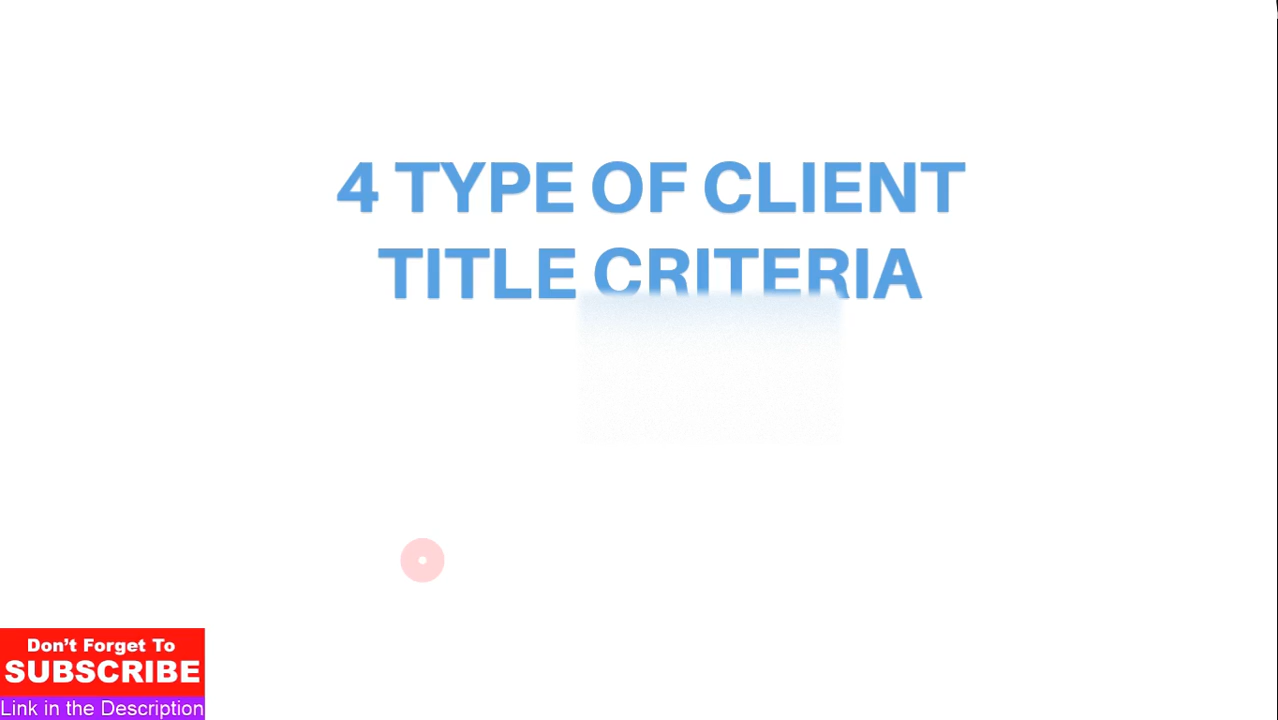 4 TYPE OF CLIENT
TITLE CRITERIA
Don't Forget To
SUBSCRIBE
Link in the Description